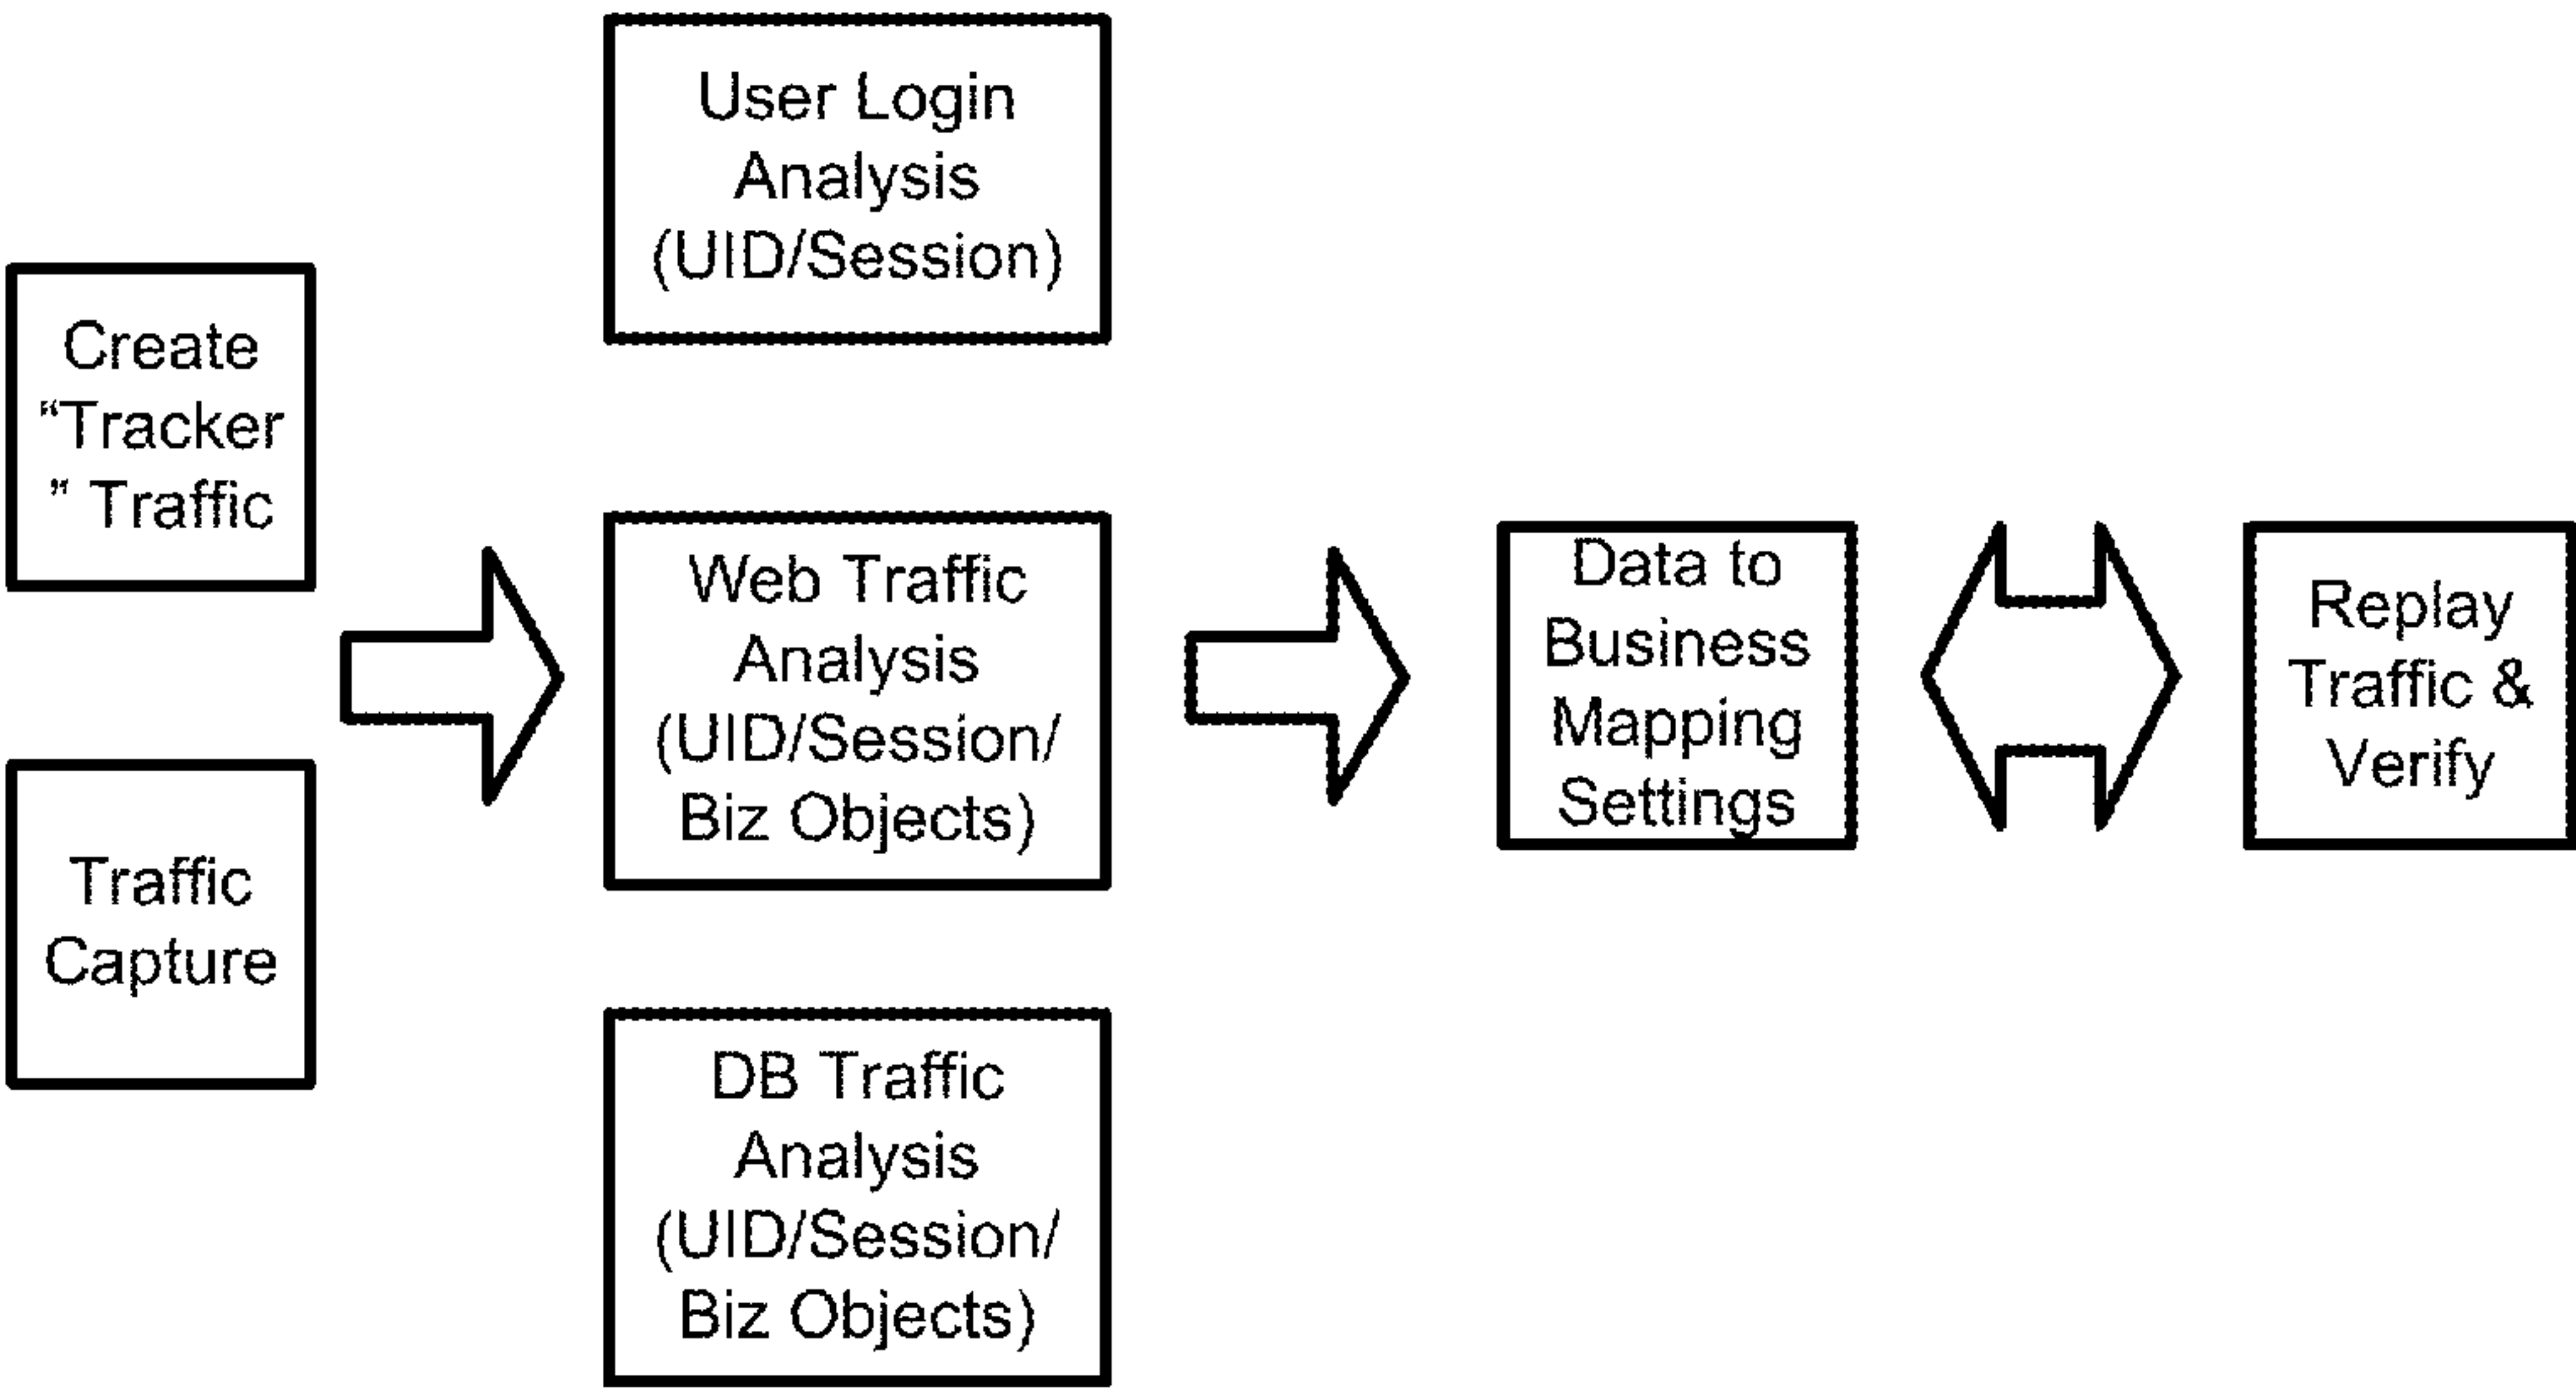 Create
“Tracker
” Traffic
Traffic
Capture
User Login
Analysis
(UID/Session)
Web Traffic
Analysis
(UID/Session/
Biz Objects)
DB Traffic
Analysis
(UID/Session/
Biz Objects)
Data to
Business
Mapping
Settings
Replay
Traffic &
Verify